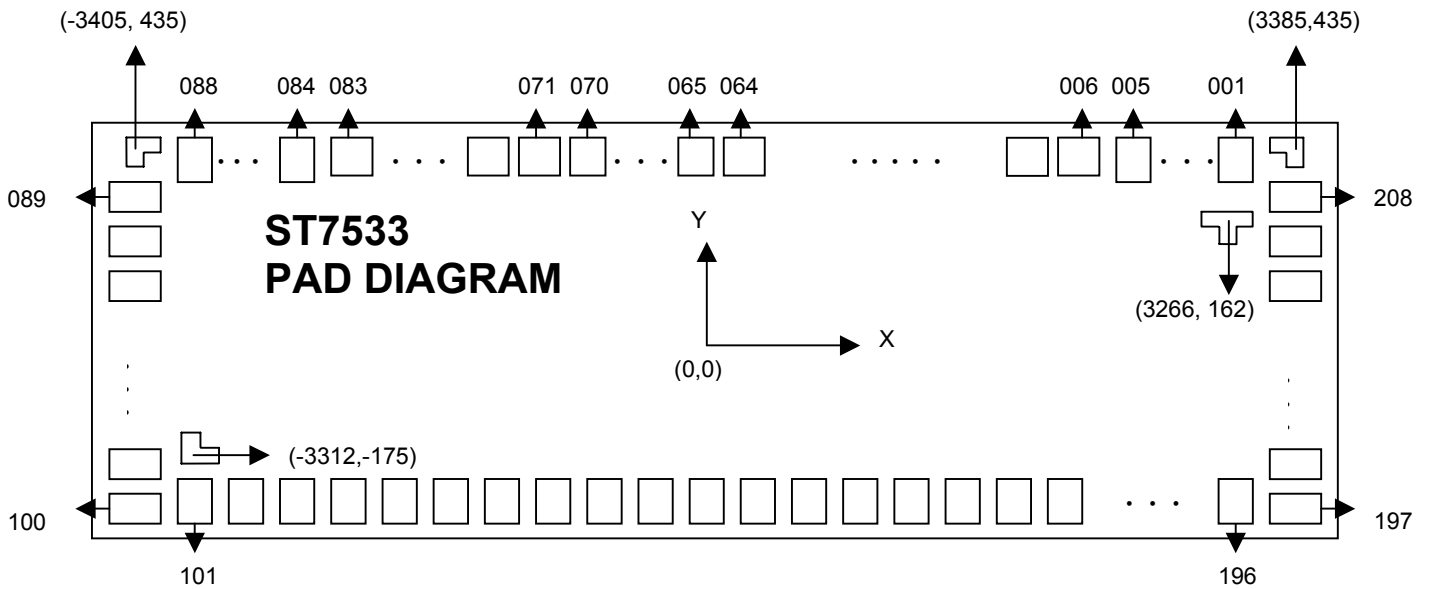 (-3405, 435) (3385,435)
088 084 083 071 070 065 064 006 005 001
089 208
ST7533
PAD DIAGRAM
Y
(3266, 162)
X
(0,0)
(-3312,-175)
100 197
101 196